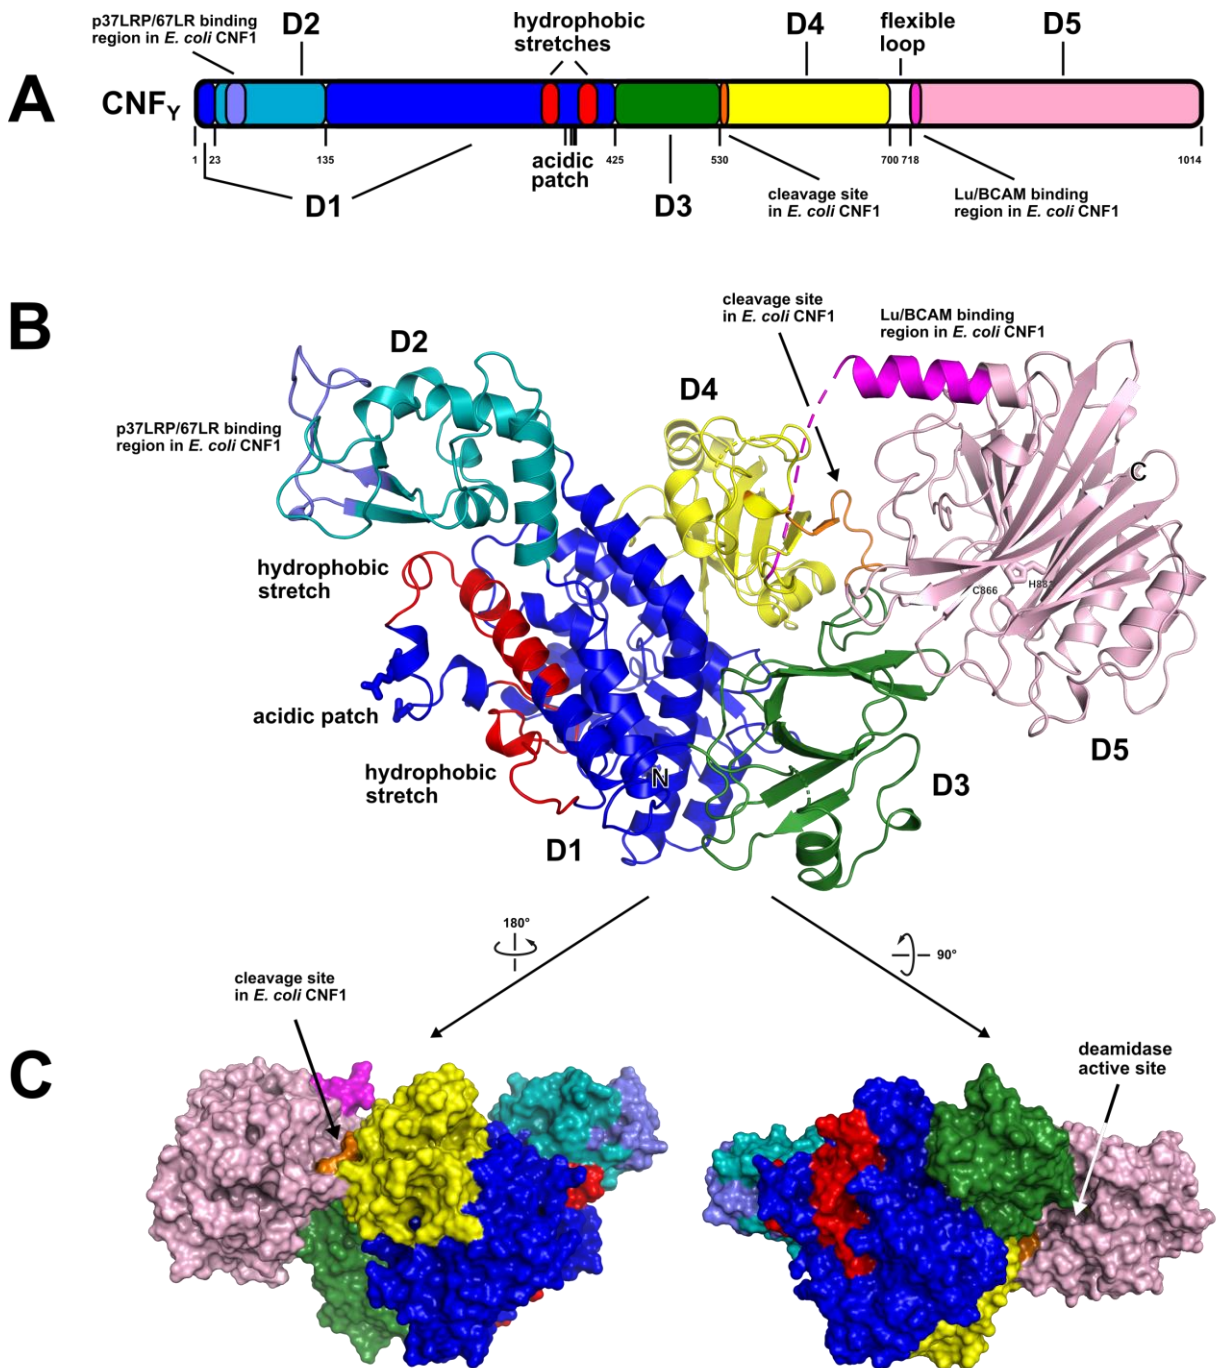 A
p37LRP/67LR binding
region in E. coli CNF1
D2
hydrophobic
stretches
D4
flexible
loop
D5
CNFY
1
23
135
acidic
patch
425
530
700
718
1014
D1
D3
cleavage site
in E. coli CNF1
Lu/BCAM binding
region in E. coli CNF1
B
cleavage site
in E. coli CNF1
Lu/BCAM binding
region in E. coli CNF1
D2
D4
p37LRP/67LR binding
region in E. coli CNF1
C
hydrophobic
stretch
C866
H881
acidic patch
D5
hydrophobic
stretch
N
D3
D1
180°
90°
cleavage site
in E. coli CNF1
C
deamidase
active site